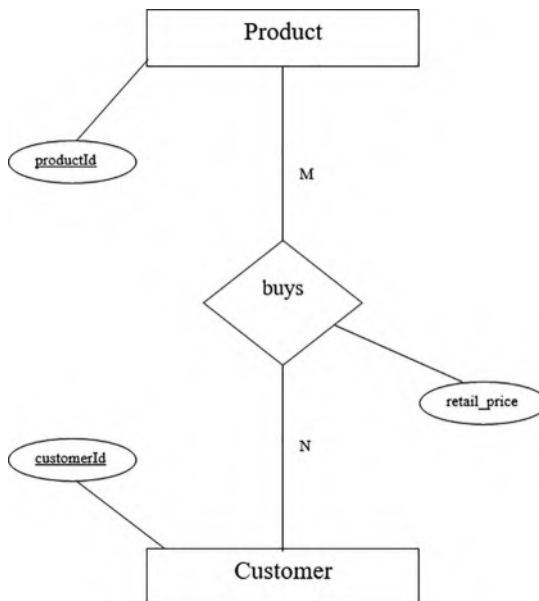 Product
productId
M
buys
retail_price
customerId
N
Customer